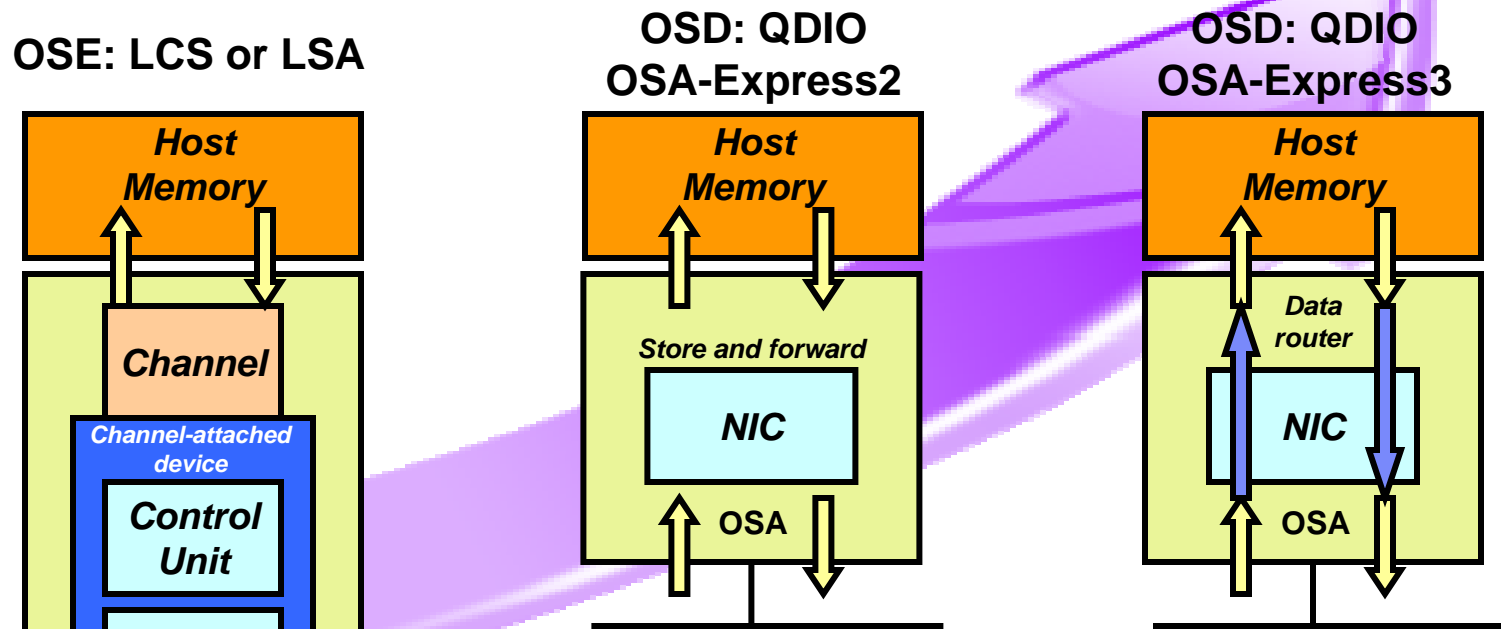 OSE: LCS or LSA
Host
Memory
Channel
Channel-attached
device
Control
Unit
OSD: QDIO
OSA-Express2
Host
Memory
Store and forward
NIC
OSA
OSD: QDIO
OSA-Express3
Host
Memory
Data
router
NIC
OSA